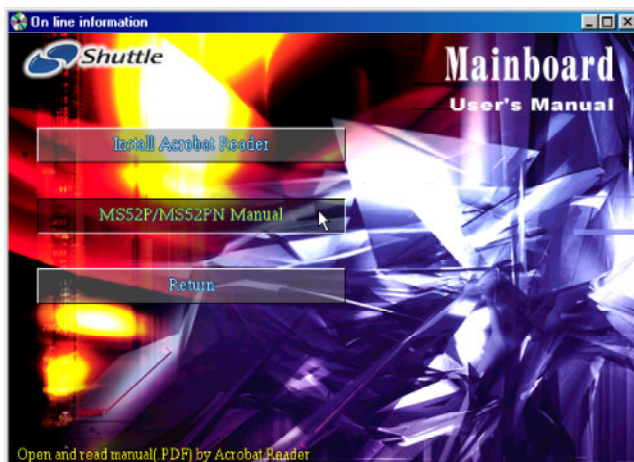 On line information
Shuttle
Mainboard
User's Manual
Install Acrobat Reader
MS52P/MS52PN Manual
Return
Open and read manual(.PDF) by Acrobat Reader